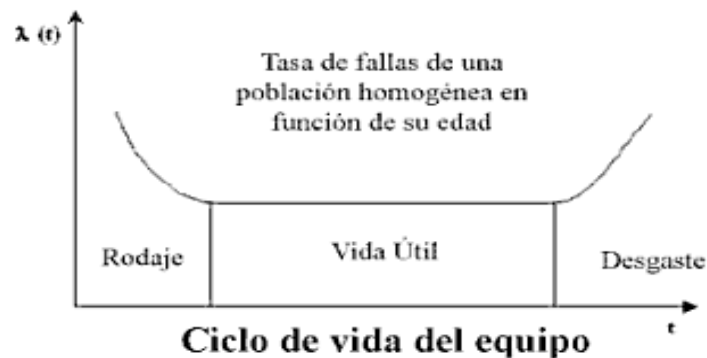 λ (t)
Tasa de fallas de una
población homogénea en
función de su edad
Rodaje
Vida Útil
Desgaste
t
Ciclo de vida del equipo